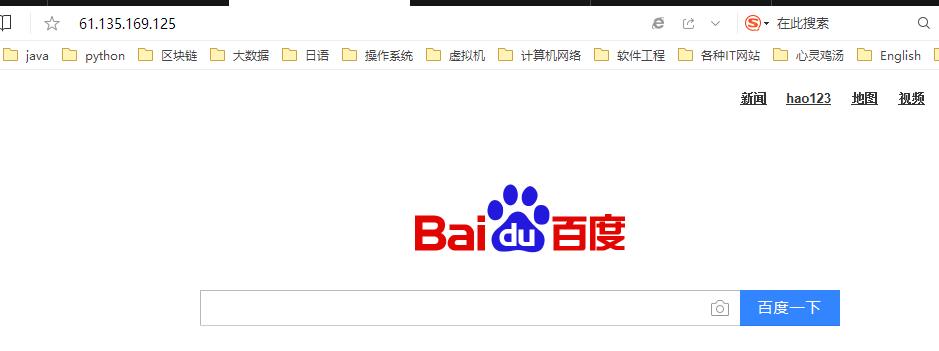 61.135.169.125 在此搜索
java python 区块链 大数据 日语 操作系统 虚拟机 计算机网络 软件工程 各种IT网站 心灵鸡汤 English
新闻 hao123 地图 视频
Bai du 百度
百度一下